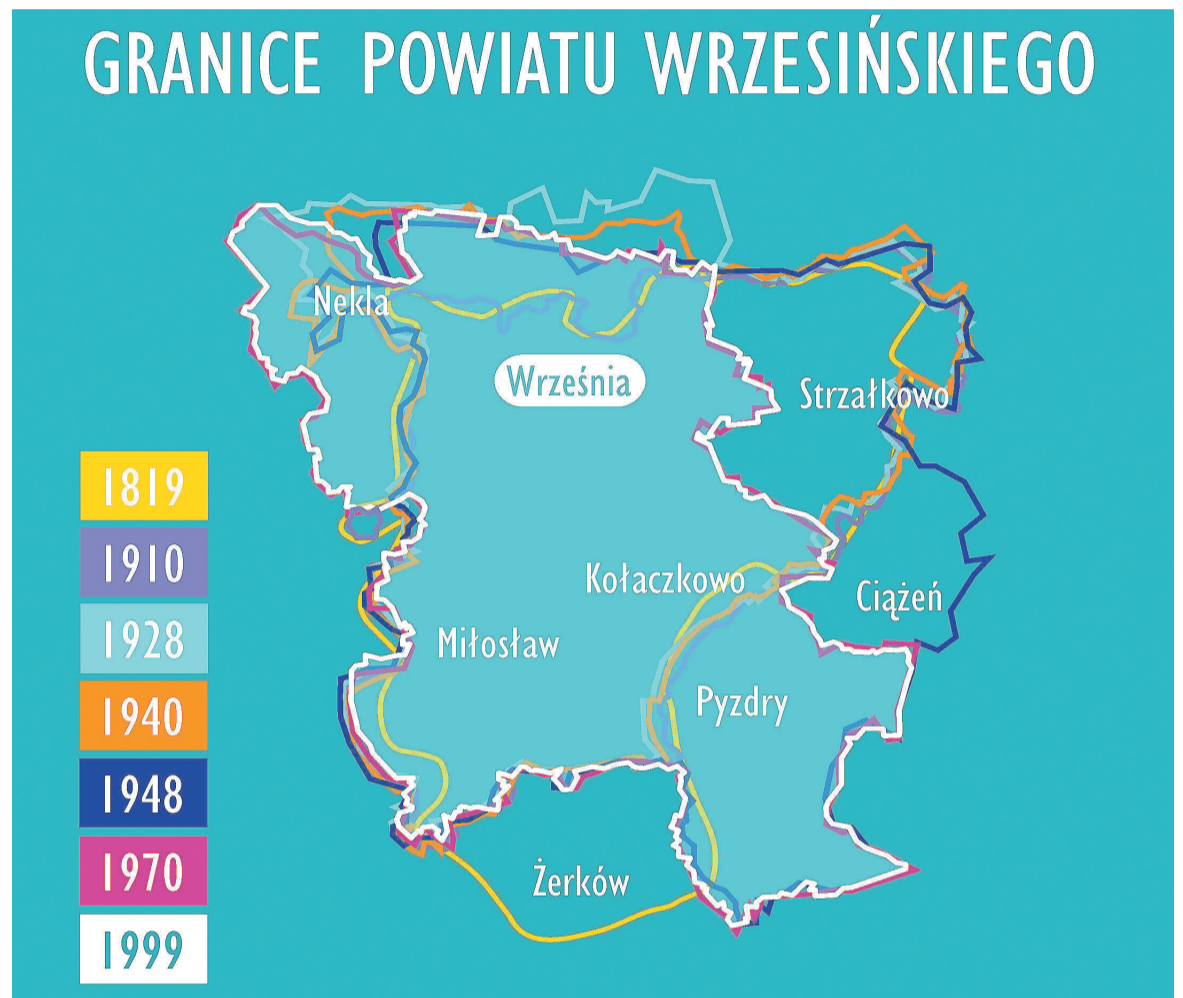 GRANICE POWIATU WRZESIŃSKIEGO
Nekla
Września
Strzałkowo
Kołaczkowo
Ciążeń
Miłosław
Pyzdry
Żerków
1819
1910
1928
1940
1948
1970
1999